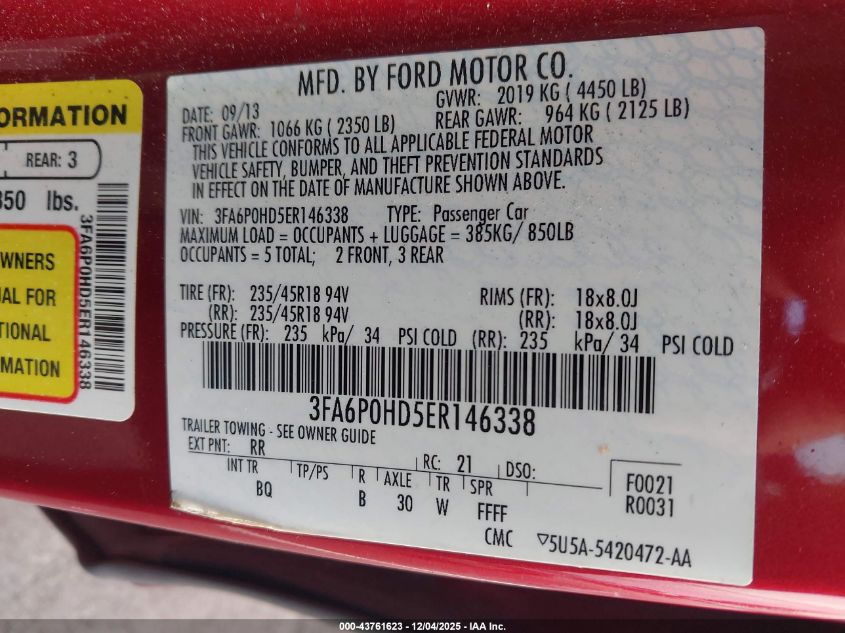 ORMATION
REAR: 3
350 lbs.
3FA6P0HD5ER146338
WNERS
UAL FOR
TIONAL
RMATION
MFD. BY FORD MOTOR CO.
DATE: 09/13 GVWR: 2019 KG ( 4450 LB)
FRONT GAWR: 1066 KG ( 2350 LB) REAR GAWR: 964 KG ( 2125 LB)
THIS VEHICLE CONFORMS TO ALL APPLICABLE FEDERAL MOTOR
VEHICLE SAFETY, BUMPER, AND THEFT PREVENTION STANDARDS
IN EFFECT ON THE DATE OF MANUFACTURE SHOWN ABOVE.
VIN: 3FA6P0HD5ER146338 TYPE: Passenger Car
MAXIMUM LOAD = OCCUPANTS + LUGGAGE = 385KG/ 850LB
OCCUPANTS = 5 TOTAL; 2 FRONT, 3 REAR
TIRE (FR): 235/45R18 94V RIMS (FR): 18x8.0J
(RR): 235/45R18 94V (RR): 18x8.0J
PRESSURE (FR): 235 kPa/ 34 PSI COLD (RR): 235 kPa/ 34 PSI COLD
3FA6P0HD5ER146338
TRAILER TOWING - SEE OWNER GUIDE
EXT PNT: RR RC: 21 DSO:
INT TR TP/PS R AXLE TR SPR F0021
BQ B 30 W FFFF R0031
CMC ▽5U5A-5420472-AA
000-43761623 - 12/04/2025 - IAA Inc.